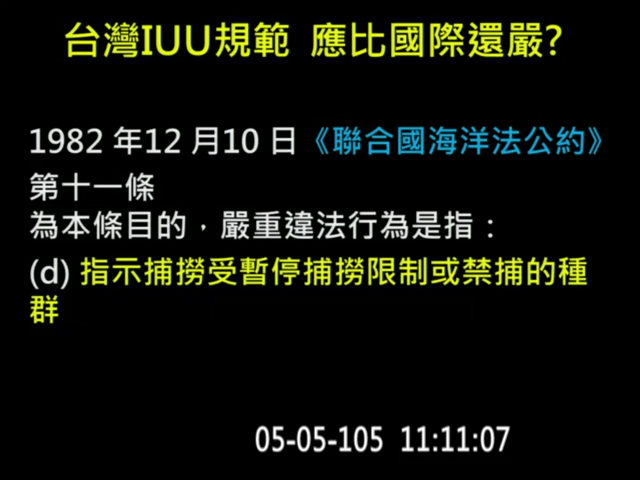 台灣IUU規範 應比國際還嚴?
1982 年12 月10 日《聯合國海洋法公約》
第十一條
為本條目的，嚴重違法行為是指：
(d) 指示捕撈受暫停捕撈限制或禁捕的種
群
05-05-105 11:11:07